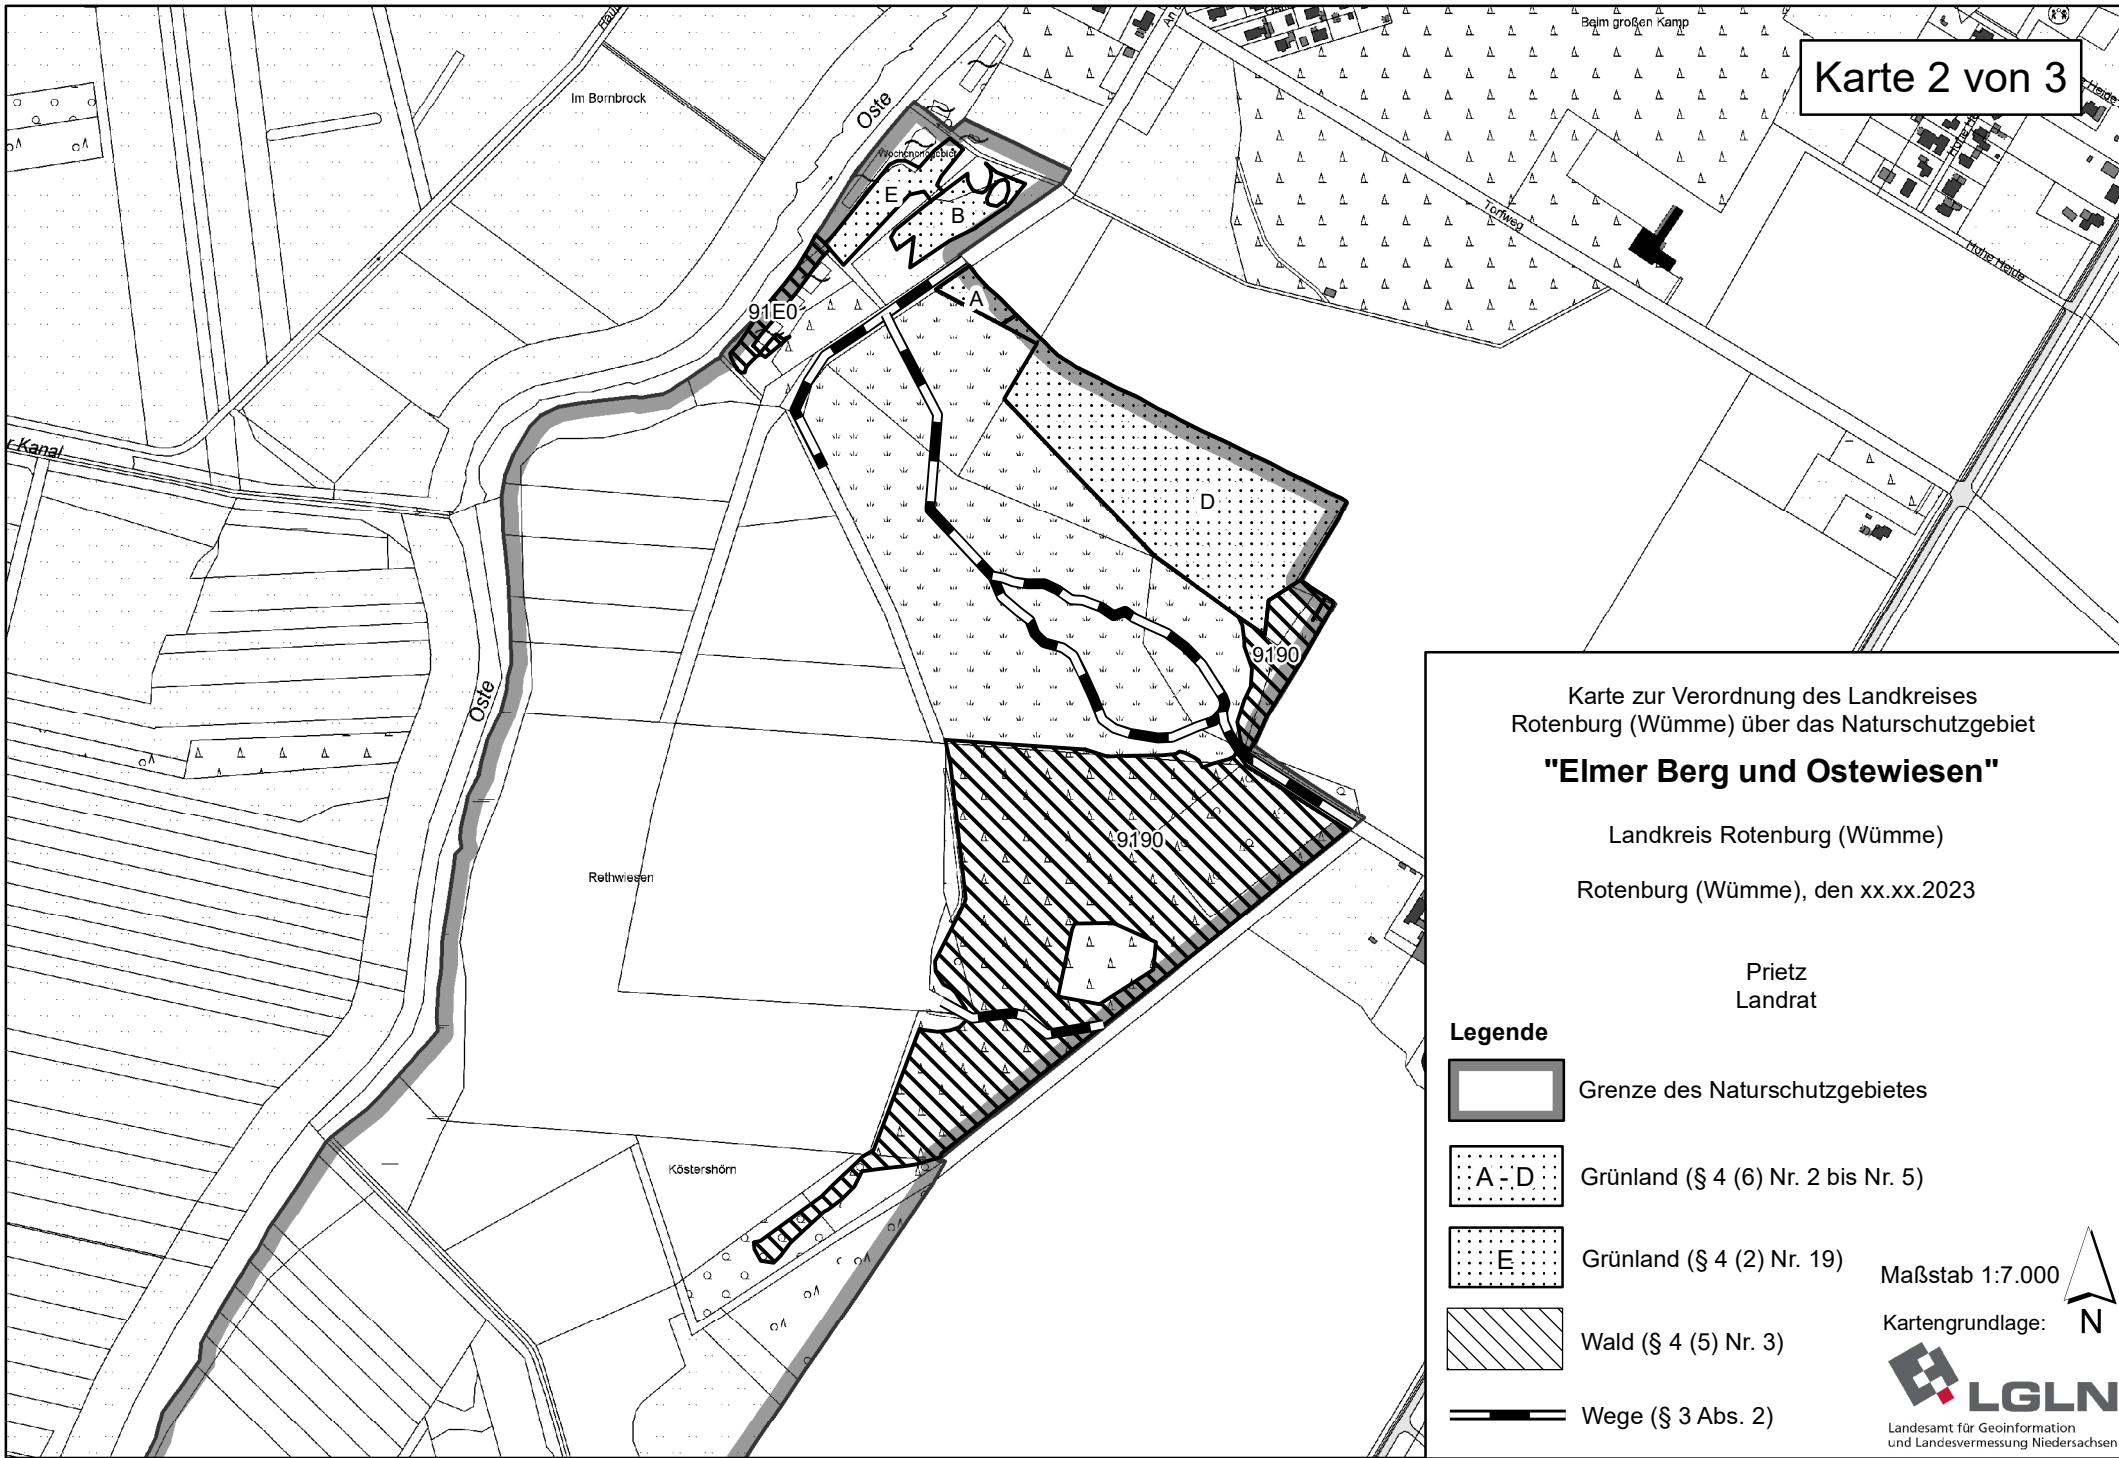 Beim großen Kamp
Karte 2 von 3
Im Bornbrock
Oste
E
B
Torfweg
Hohe Heide
A
91E0
r Kanal
D
Oste
9190
9190
Rethwiesen
Köstershörn
Karte zur Verordnung des Landkreises
Rotenburg (Wümme) über das Naturschutzgebiet
"Elmer Berg und Ostewiesen"
Landkreis Rotenburg (Wümme)
Rotenburg (Wümme), den xx.xx.2023
Prietz
Landrat
Legende
Grenze des Naturschutzgebietes
A - D
Grünland (§ 4 (6) Nr. 2 bis Nr. 5)
E
Grünland (§ 4 (2) Nr. 19)
Wald (§ 4 (5) Nr. 3)
Wege (§ 3 Abs. 2)
Maßstab 1:7.000
Kartengrundlage:
N
LGLN
Landesamt für Geoinformation
und Landesvermessung Niedersachsen